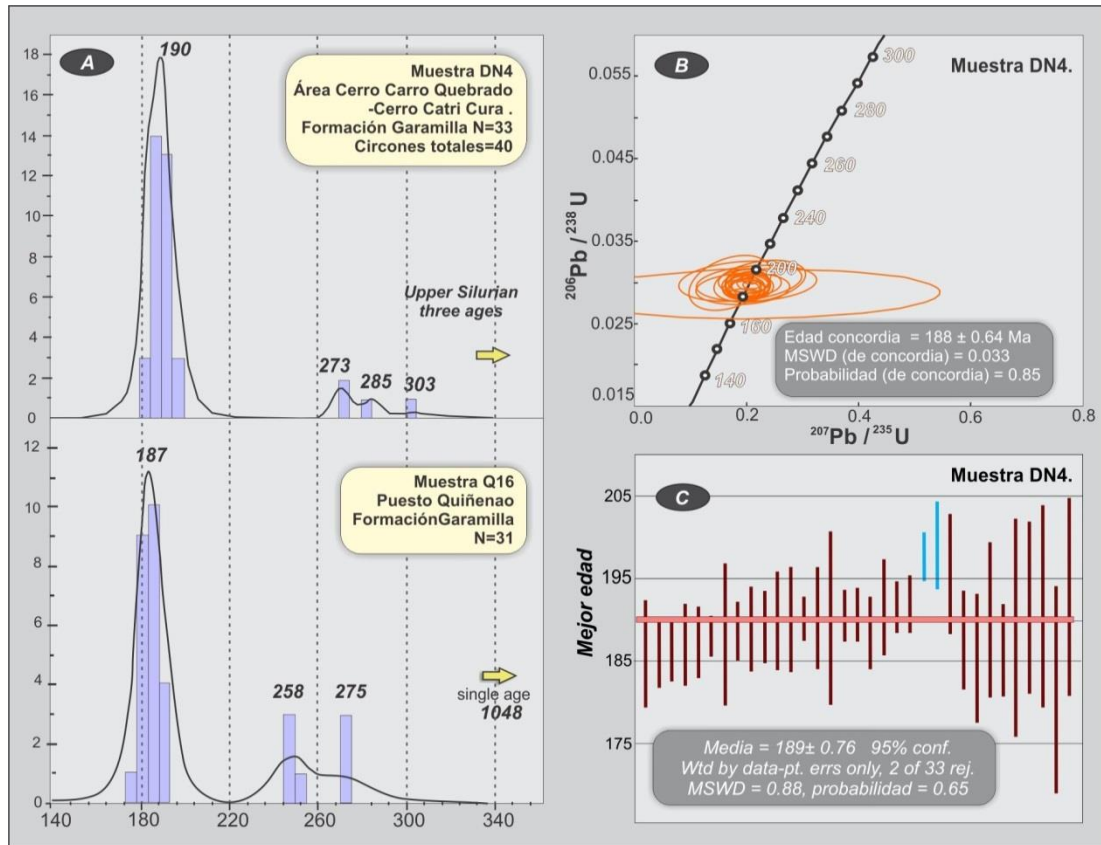 A
190
Muestra DN4
Área Cerro Carro Quebrado
-Cerro Catri Cura .
Formación Garamilla N=33
Circones totales=40
18
16
14
12
10
8
6
4
2
0
Upper Silurian
three ages
273
285
303
187
Muestra Q16
Puesto Quiñenao
FormaciónGaramilla
N=31
12
10
8
6
4
2
0
258
275
single age
1048
140
180
220
260
300
340
B
Muestra DN4.
0.055
0.045
0.035
0.025
0.015
206Pb / 238 U
300
280
260
240
200
160
140
Edad concordia = 188 ± 0.64 Ma
MSWD (de concordia) = 0.033
Probabilidad (de concordia) = 0.85
0.0
0.2
0.4
0.6
0.8
207Pb / 235 U
C
Muestra DN4.
205
195
185
175
Mejor edad
Media = 189± 0.76 95% conf.
Wtd by data-pt. errs only, 2 of 33 rej.
MSWD = 0.88, probabilidad = 0.65